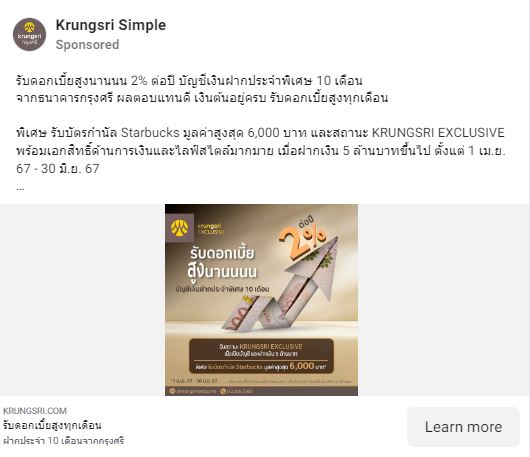 Krungsri Simple
Sponsored
krungsri
กรุงศรี
รับดอกเบี้ยสูงนานนน 2% ต่อปี บัญชีเงินฝากประจำพิเศษ 10 เดือน
จากธนาคารกรุงศรี ผลตอบแทนดี เงินต้นอยู่ครบ รับดอกเบี้ยสูงทุกเดือน
พิเศษ รับบัตรกำนัล Starbucks มูลค่าสูงสุด 6,000 บาท และสถานะ KRUNGSRI EXCLUSIVE
พร้อมเอกสิทธิ์ด้านการเงินและไลฟ์สไตล์มากมาย เมื่อฝากเงิน 5 ล้านบาทขึ้นไป ตั้งแต่ 1 เม.ย.
67 - 30 มิ.ย. 67
...
krungsri
EXCLUSIVE
2% ต่อปี
รับดอกเบี้ย
สูงนานนนน
บัญชีเงินฝากประจำพิเศษ 10 เดือน
รับสถานะ KRUNGSRI EXCLUSIVE
เมื่อเปิดบัญชีและฝากเงิน 5 ล้านบาท
พิเศษ รับบัตรกำนัล Starbucks มูลค่าสูงสุด 6,000 บาท*
*1 เม.ย. 67 - 30 มิ.ย. 67
KRUNGSRI.COM
รับดอกเบี้ยสูงทุกเดือน
ฝากประจำ 10 เดือนจากกรุงศรี
Learn more